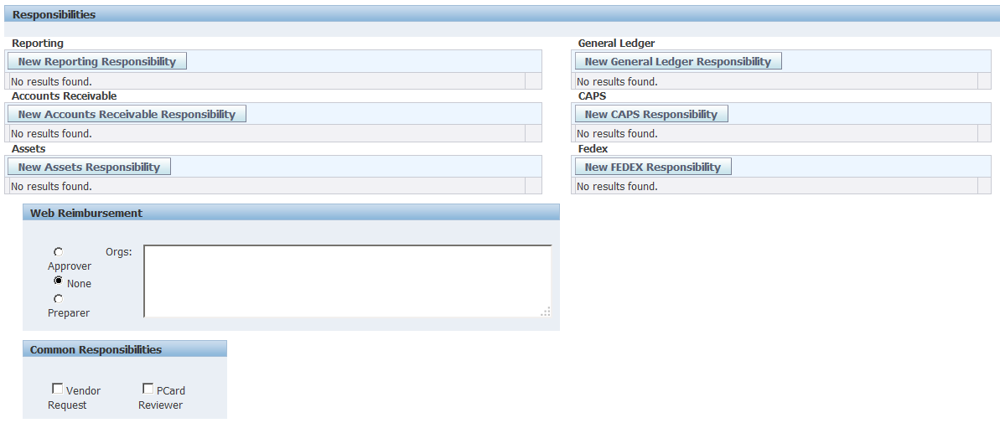 Responsibilities
Reporting
General Ledger
New Reporting Responsibility
New General Ledger Responsibility
No results found.
No results found.
Accounts Receivable
CAPS
New Accounts Receivable Responsibility
New CAPS Responsibility
No results found.
No results found.
Assets
Fedex
New Assets Responsibility
New FEDEX Responsibility
No results found.
No results found.
Web Reimbursement
Orgs:
Approver
None
Preparer
Common Responsibilities
Vendor
Request
PCard
Reviewer